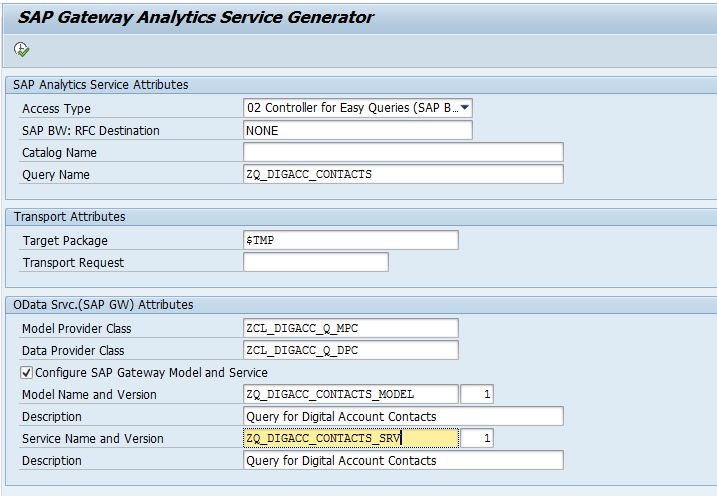 SAP Gateway Analytics Service Generator
SAP Analytics Service Attributes
Access Type 02 Controller for Easy Queries (SAP B...
SAP BW: RFC Destination NONE
Catalog Name
Query Name ZQ_DIGACC_CONTACTS
Transport Attributes
Target Package $TMP
Transport Request
OData Srvc.(SAP GW) Attributes
Model Provider Class ZCL_DIGACC_Q_MPC
Data Provider Class ZCL_DIGACC_Q_DPC
Configure SAP Gateway Model and Service
Model Name and Version ZQ_DIGACC_CONTACTS_MODEL 1
Description Query for Digital Account Contacts
Service Name and Version ZQ_DIGACC_CONTACTS_SRV 1
Description Query for Digital Account Contacts